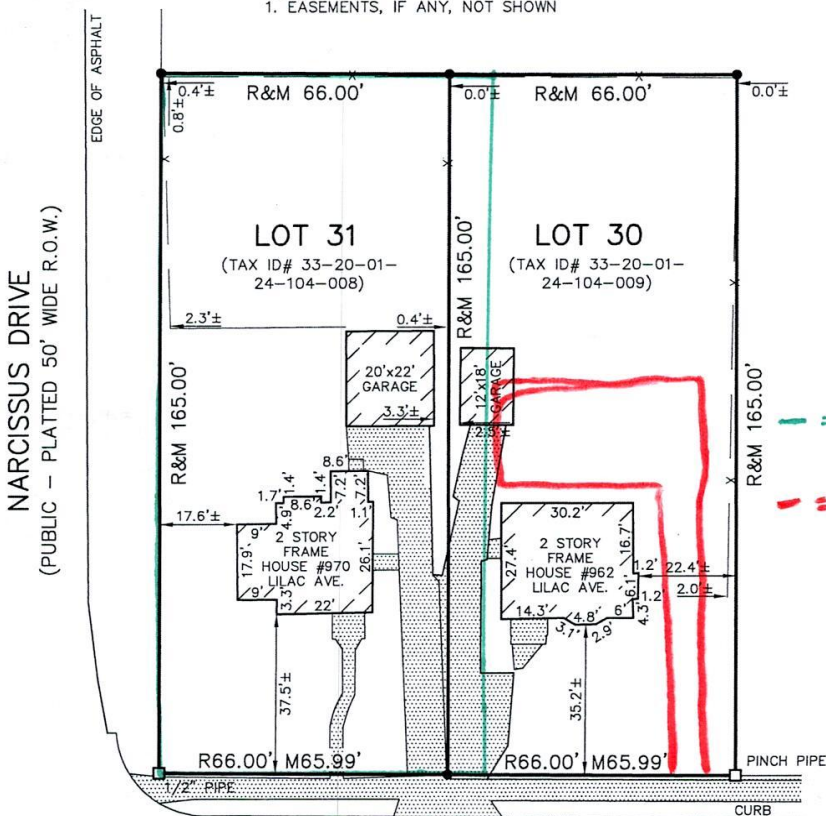 1. EASEMENTS, IF ANY, NOT SHOWN
EDGE OF ASPHALT
0.4'±
R&M 66.00'
0.0'±
R&M 66.00'
0.0'±
0.8'±
NARCISSUS DRIVE
(PUBLIC - PLATTED 50' WIDE R.O.W.)
LOT 31
(TAX ID# 33-20-01-
24-104-008)
R&M 165.00'
LOT 30
(TAX ID# 33-20-01-
24-104-009)
2.3'±
0.4'±
R&M 165.00'
20'x22'
GARAGE
3.3'±
12'x18'
GARAGE
2.5'±
R&M 165.00'
17.6'±
8.6'
1.7'
1.4'
8.6'
1.4'
7.2'
7.2'
4.9'
2.2'
1.1'
9'
17.9'
9'
3.3'
22'
26.1'
2 STORY
FRAME
HOUSE #970
LILAC AVE.
30.2'
27.4'
16.7'
2 STORY
FRAME
HOUSE #962
LILAC AVE.
1.2'
22.4'±
6.1'
1.2'
2.0'±
14.3'
4.8'
6'
4.3'
3.1'
2.9'
37.5'±
35.2'±
R66.00' M65.99'
R66.00' M65.99'
PINCH PIPE
1/2" PIPE
CURB